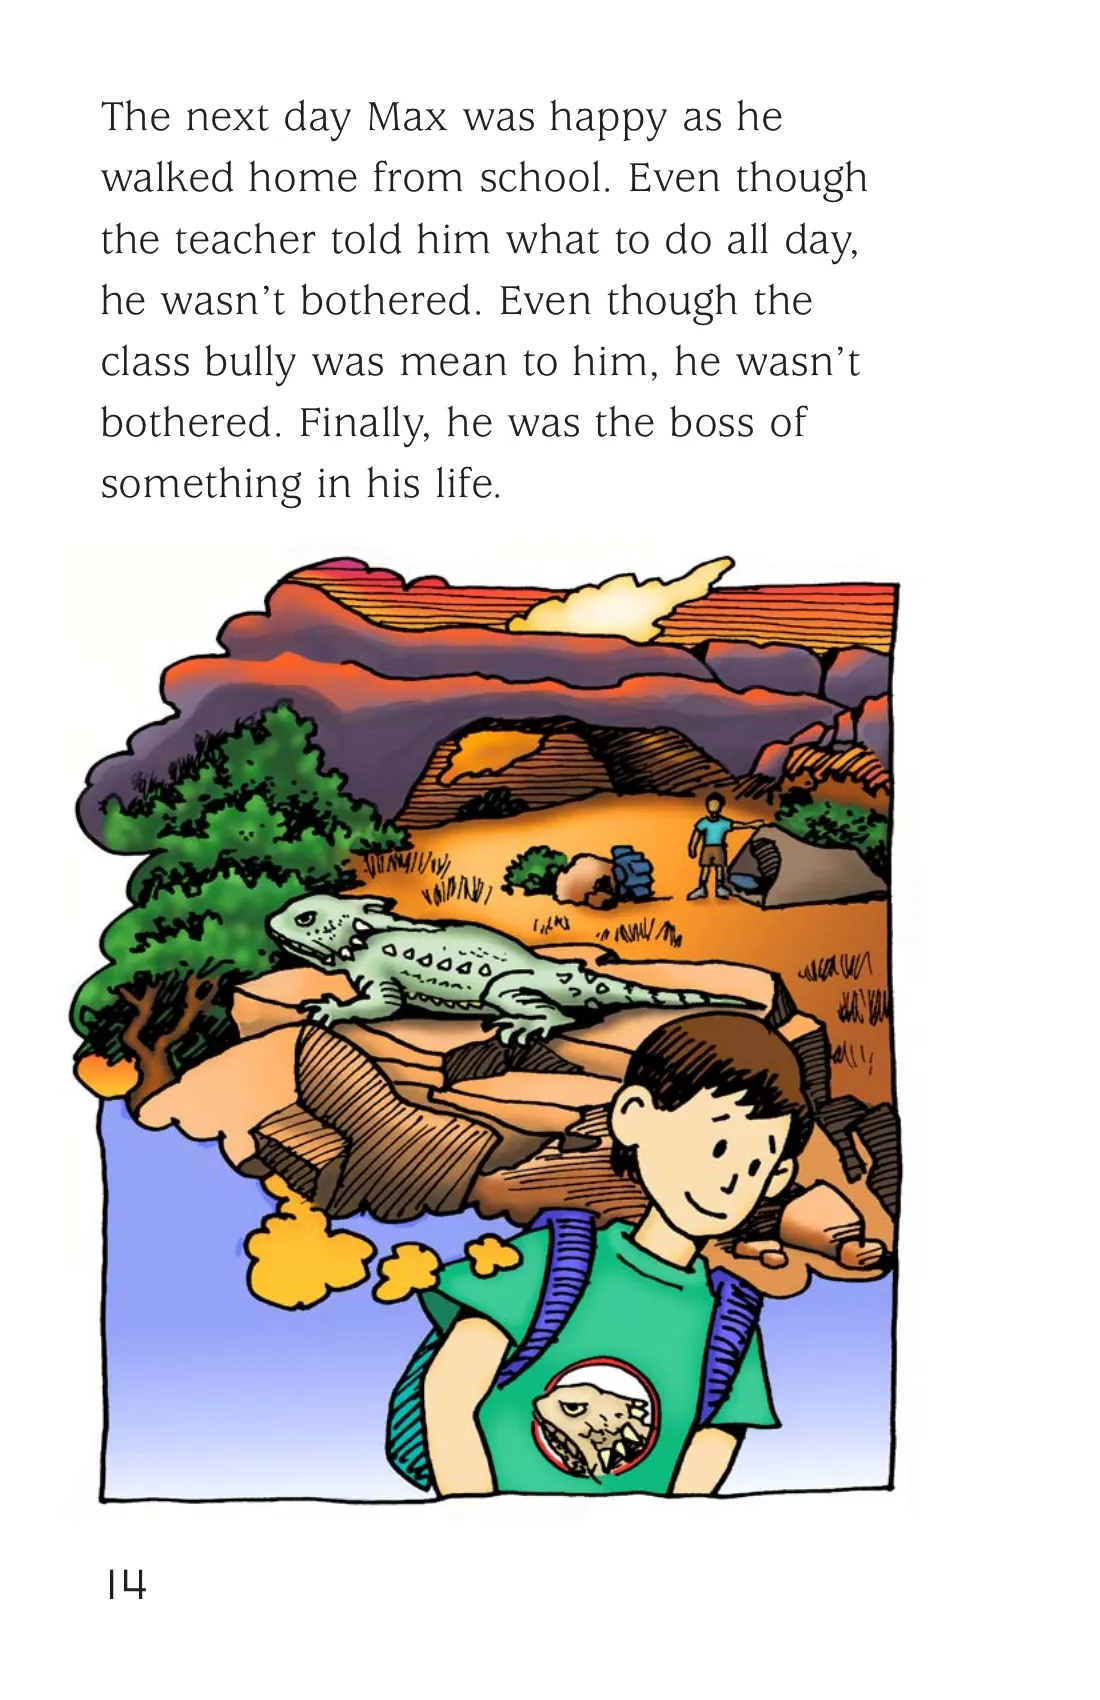 The next day Max was happy as he
walked home from school. Even though
the teacher told him what to do all day,
he wasn’t bothered. Even though the
class bully was mean to him, he wasn’t
bothered. Finally, he was the boss of
something in his life.
14